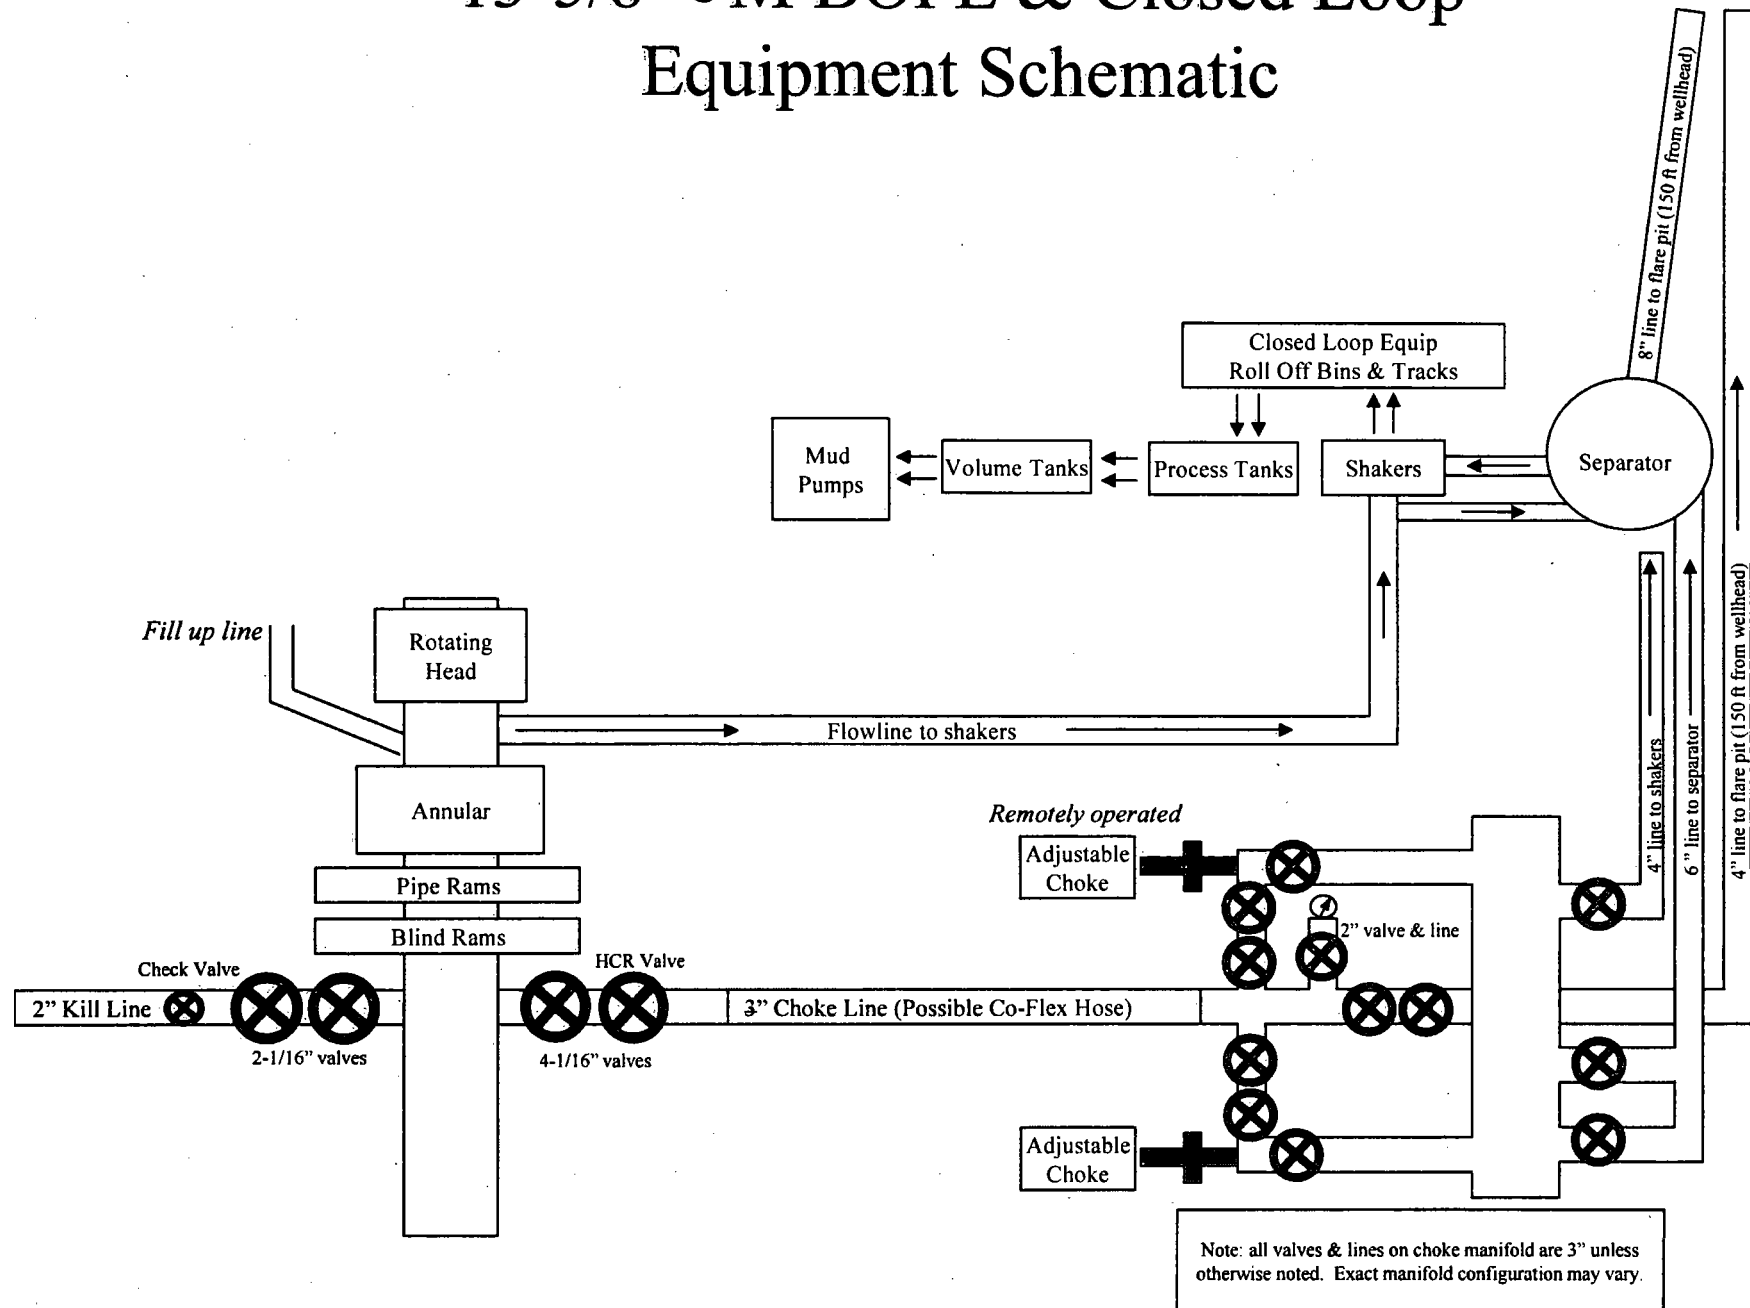 BOPE & Closed Loop
Equipment Schematic
8" line to flare pit (150 ft from wellhead)
Closed Loop Equip
Roll Off Bins & Tracks
Mud
Pumps
Volume Tanks
Process Tanks
Shakers
Separator
Fill up line
Rotating
Head
Flowline to shakers
Annular
Pipe Rams
Blind Rams
Remotely operated
Adjustable
Choke
2" valve & line
4" line to shakers
6" line to separator
4" line to flare pit (150 ft from wellhead)
Check Valve
HCR Valve
2" Kill Line
3" Choke Line (Possible Co-Flex Hose)
2-1/16" valves
4-1/16" valves
Adjustable
Choke
Note: all valves & lines on choke manifold are 3" unless
otherwise noted. Exact manifold configuration may vary.